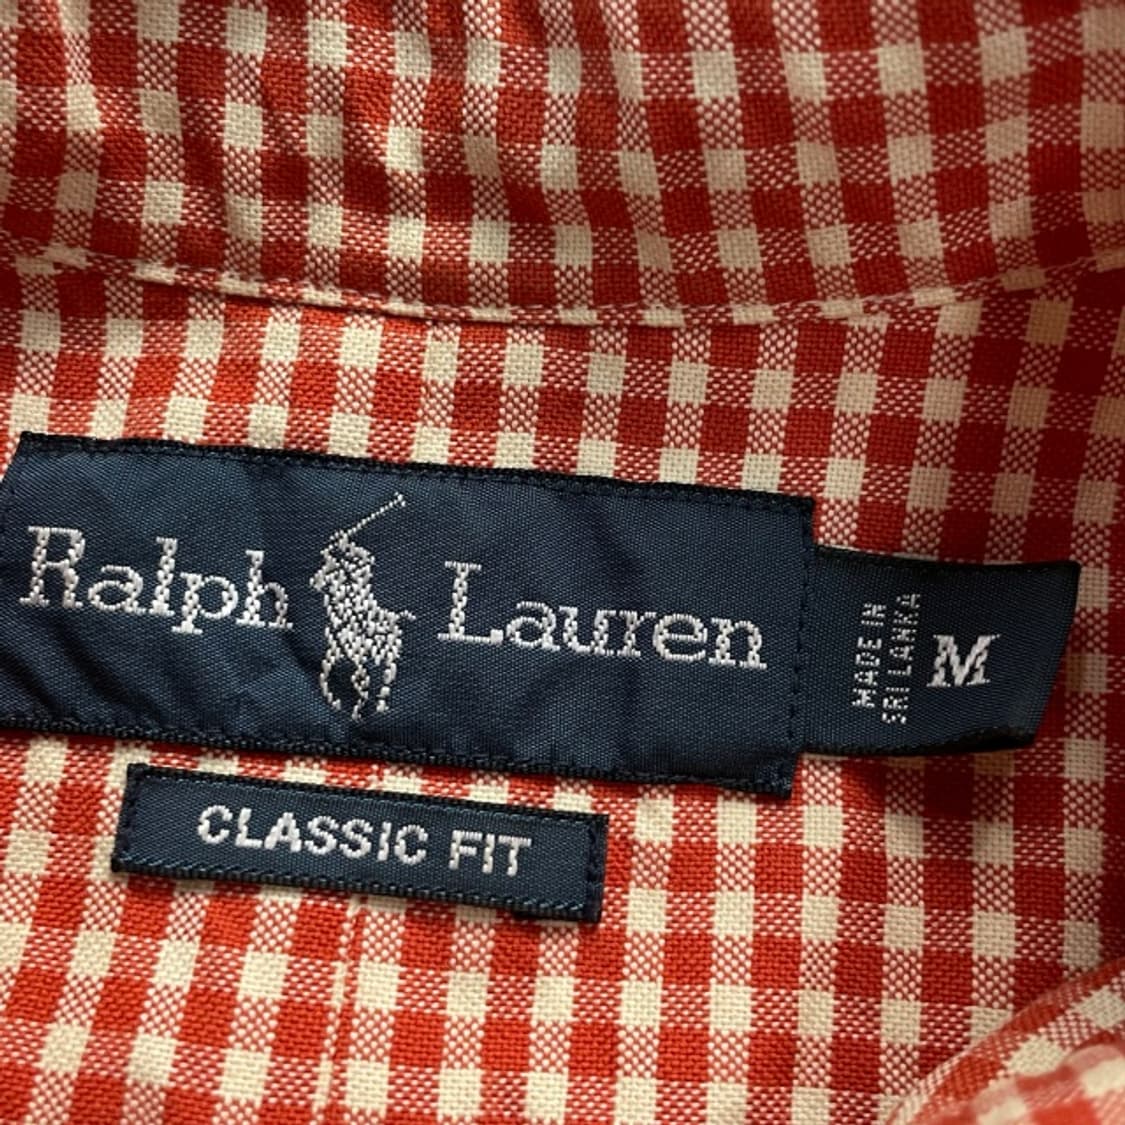 Ralph Lauren
MADE IN
SRI LANKA
M
CLASSIC FIT